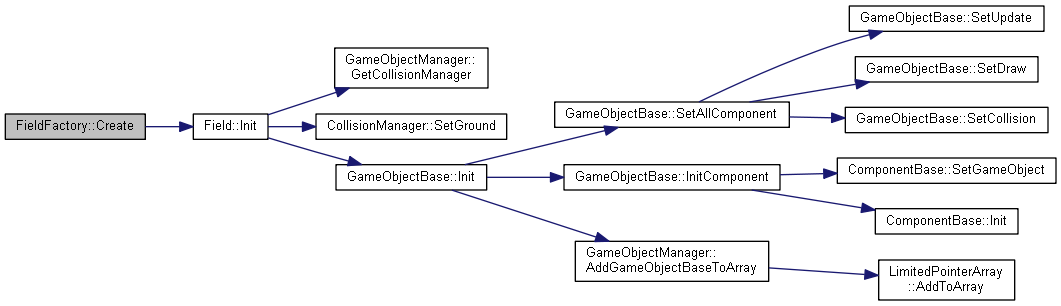 FieldFactory::Create
Field::Init
GameObjectManager::
GetCollisionManager
CollisionManager::SetGround
GameObjectBase::Init
GameObjectBase::SetAllComponent
GameObjectBase::InitComponent
GameObjectManager::
AddGameObjectBaseToArray
GameObjectBase::SetUpdate
GameObjectBase::SetDraw
GameObjectBase::SetCollision
ComponentBase::SetGameObject
ComponentBase::Init
LimitedPointerArray
::AddToArray